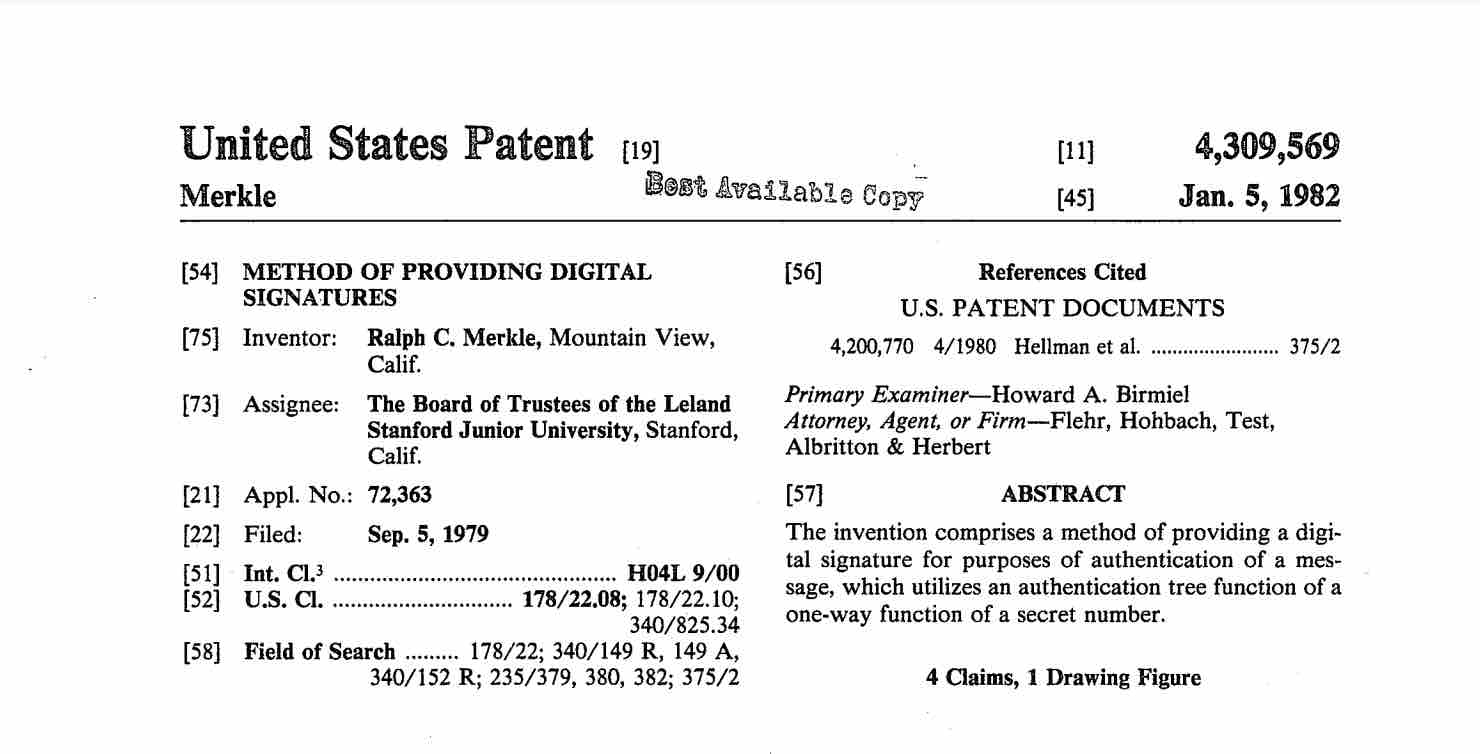 United States Patent [19]
[11] 4,309,569
Merkle
Best Available Copy
[45] Jan. 5, 1982
[54] METHOD OF PROVIDING DIGITAL
SIGNATURES
[75] Inventor: Ralph C. Merkle, Mountain View,
Calif.
[73] Assignee: The Board of Trustees of the Leland
Stanford Junior University, Stanford,
Calif.
[21] Appl. No.: 72,363
[22] Filed: Sep. 5, 1979
[51] Int. Cl.³ ................................................ H04L 9/00
[52] U.S. Cl. ............................... 178/22.08; 178/22.10;
340/825.34
[58] Field of Search ......... 178/22; 340/149 R, 149 A,
340/152 R; 235/379, 380, 382; 375/2
[56] References Cited
U.S. PATENT DOCUMENTS
4,200,770 4/1980 Hellman et al. ........................ 375/2
Primary Examiner—Howard A. Birmiel
Attorney, Agent, or Firm—Flehr, Hohbach, Test,
Albritton & Herbert
[57] ABSTRACT
The invention comprises a method of providing a digi-
tal signature for purposes of authentication of a mes-
sage, which utilizes an authentication tree function of a
one-way function of a secret number.
4 Claims, 1 Drawing Figure